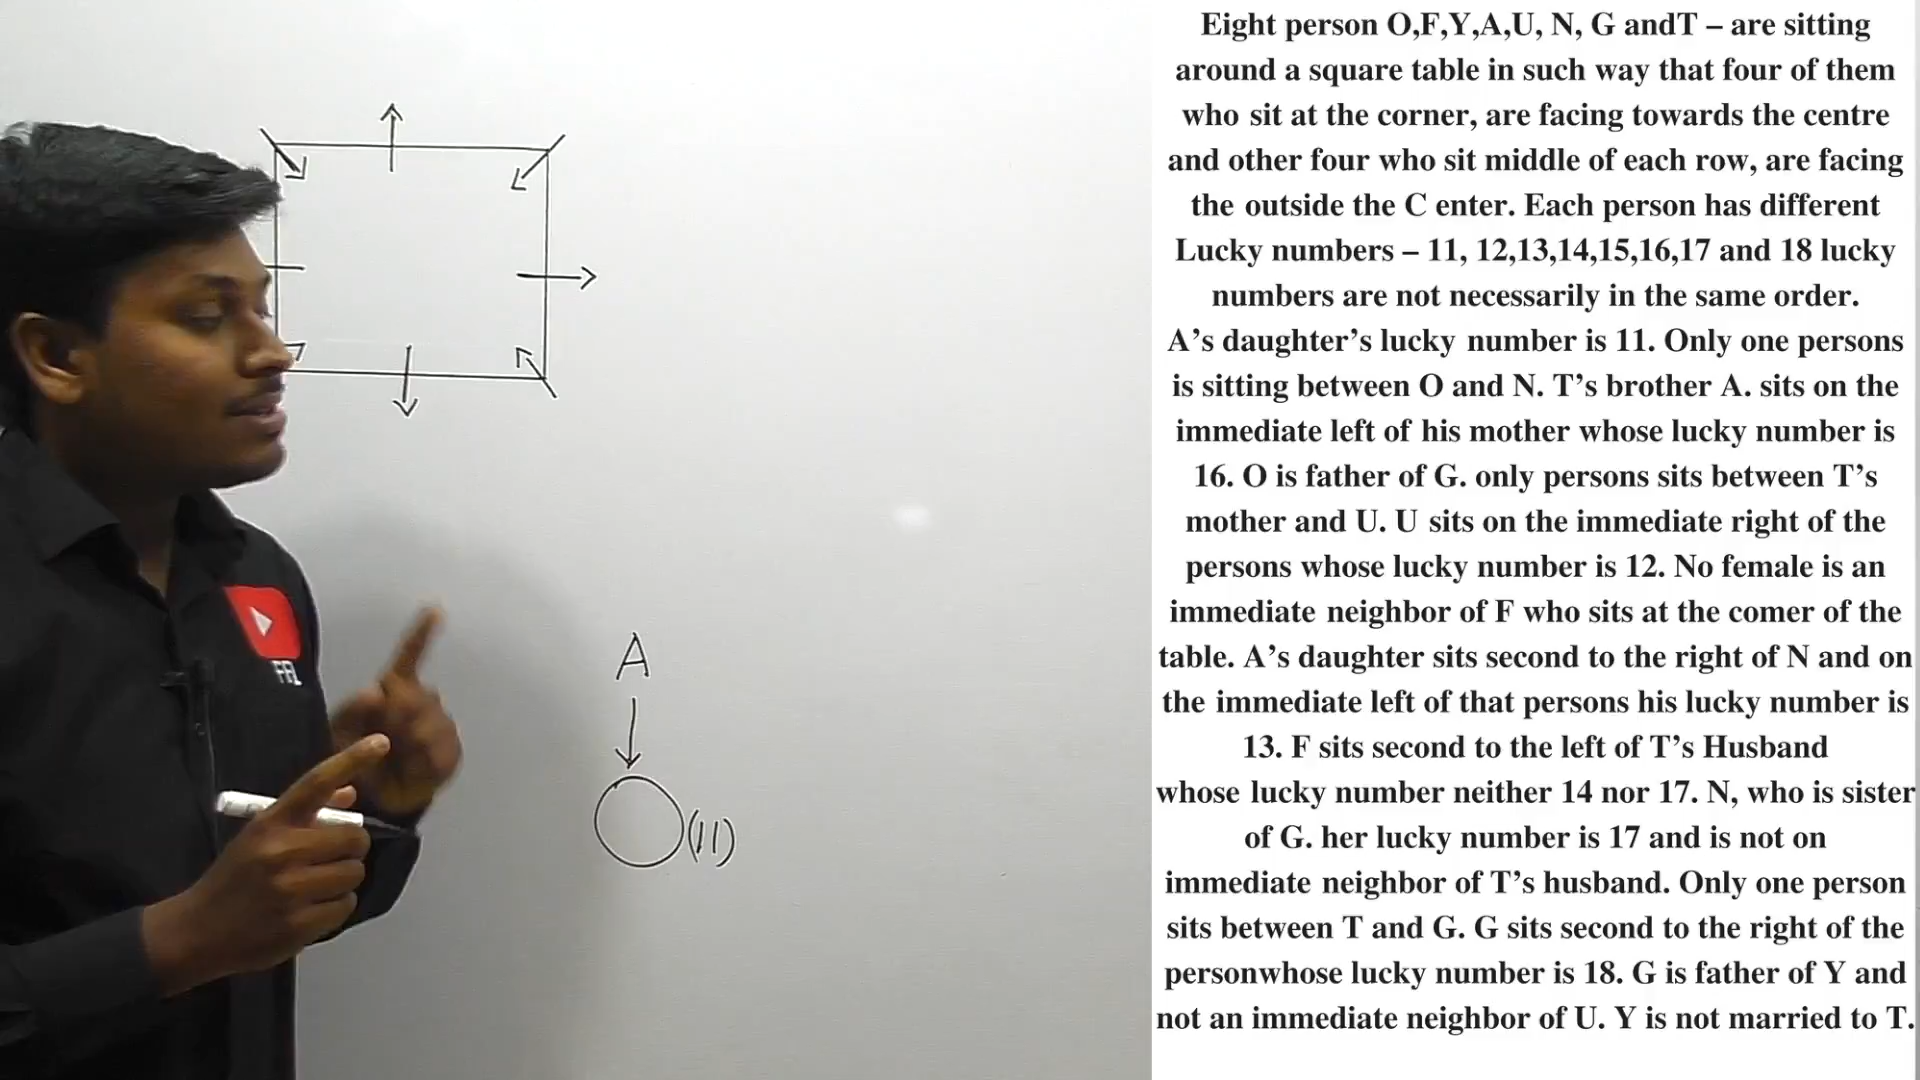 Eight person O,F,Y,A,U, N, G andT – are sitting
around a square table in such way that four of them
who sit at the corner, are facing towards the centre
and other four who sit middle of each row, are facing
the outside the C enter. Each person has different
Lucky numbers – 11, 12,13,14,15,16,17 and 18 lucky
numbers are not necessarily in the same order.
A’s daughter’s lucky number is 11. Only one persons
is sitting between O and N. T’s brother A. sits on the
immediate left of his mother whose lucky number is
16. O is father of G. only persons sits between T’s
mother and U. U sits on the immediate right of the
persons whose lucky number is 12. No female is an
immediate neighbor of F who sits at the comer of the
table. A’s daughter sits second to the right of N and on
the immediate left of that persons his lucky number is
13. F sits second to the left of T’s Husband
whose lucky number neither 14 nor 17. N, who is sister
of G. her lucky number is 17 and is not on
immediate neighbor of T’s husband. Only one person
sits between T and G. G sits second to the right of the
personwhose lucky number is 18. G is father of Y and
not an immediate neighbor of U. Y is not married to T.
A
(11)
FFL